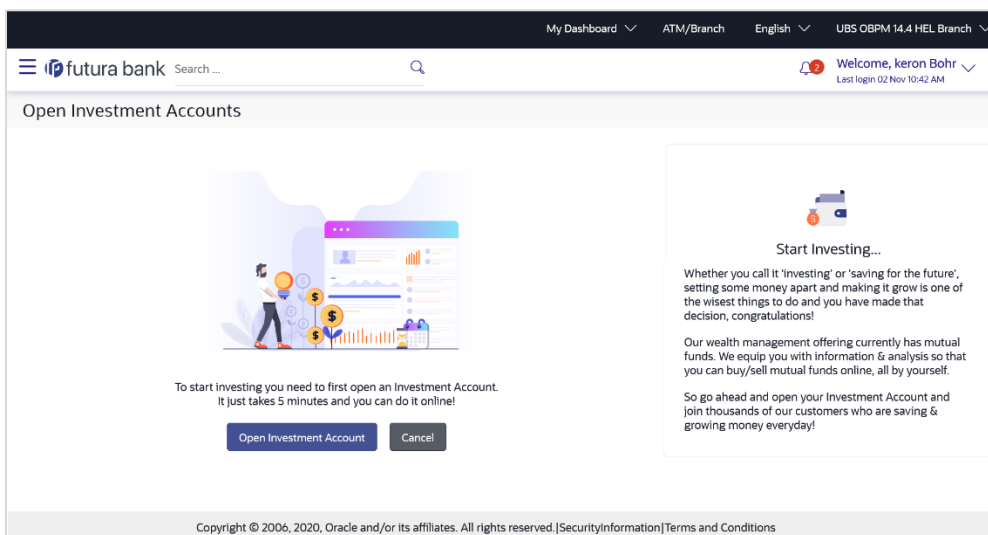 My Dashboard ATM/Branch English UBS OBPM 14.4 HEL Branch
futura bank Search ... 2 Welcome, keron Bohr
Last login 02 Nov 10:42 AM
Open Investment Accounts
Start Investing...
Whether you call it 'investing' or 'saving for the future',
setting some money apart and making it grow is one of
the wisest things to do and you have made that
decision, congratulations!
Our wealth management offering currently has mutual
funds. We equip you with information & analysis so that
you can buy/sell mutual funds online, all by yourself.
So go ahead and open your Investment Account and
join thousands of our customers who are saving &
growing money everyday!
To start investing you need to first open an Investment Account.
It just takes 5 minutes and you can do it online!
Open Investment Account Cancel
Copyright © 2006, 2020, Oracle and/or its affiliates. All rights reserved.|SecurityInformation|Terms and Conditions